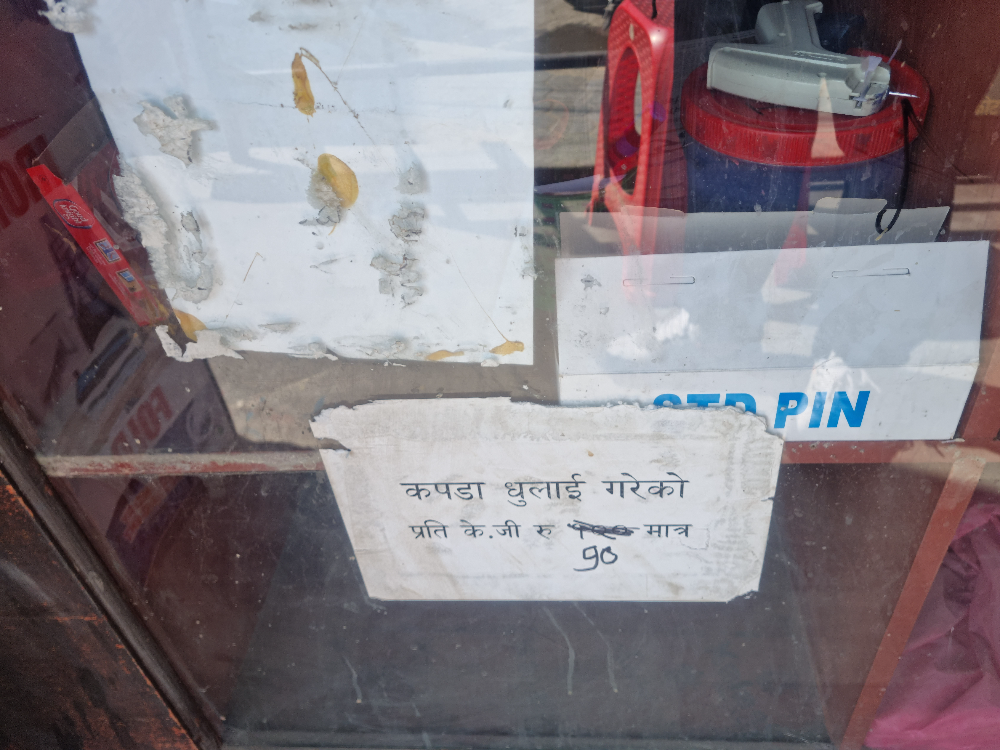 STD PIN
कपडा धुलाई गरेको
प्रति के.जी रु मात्र
90